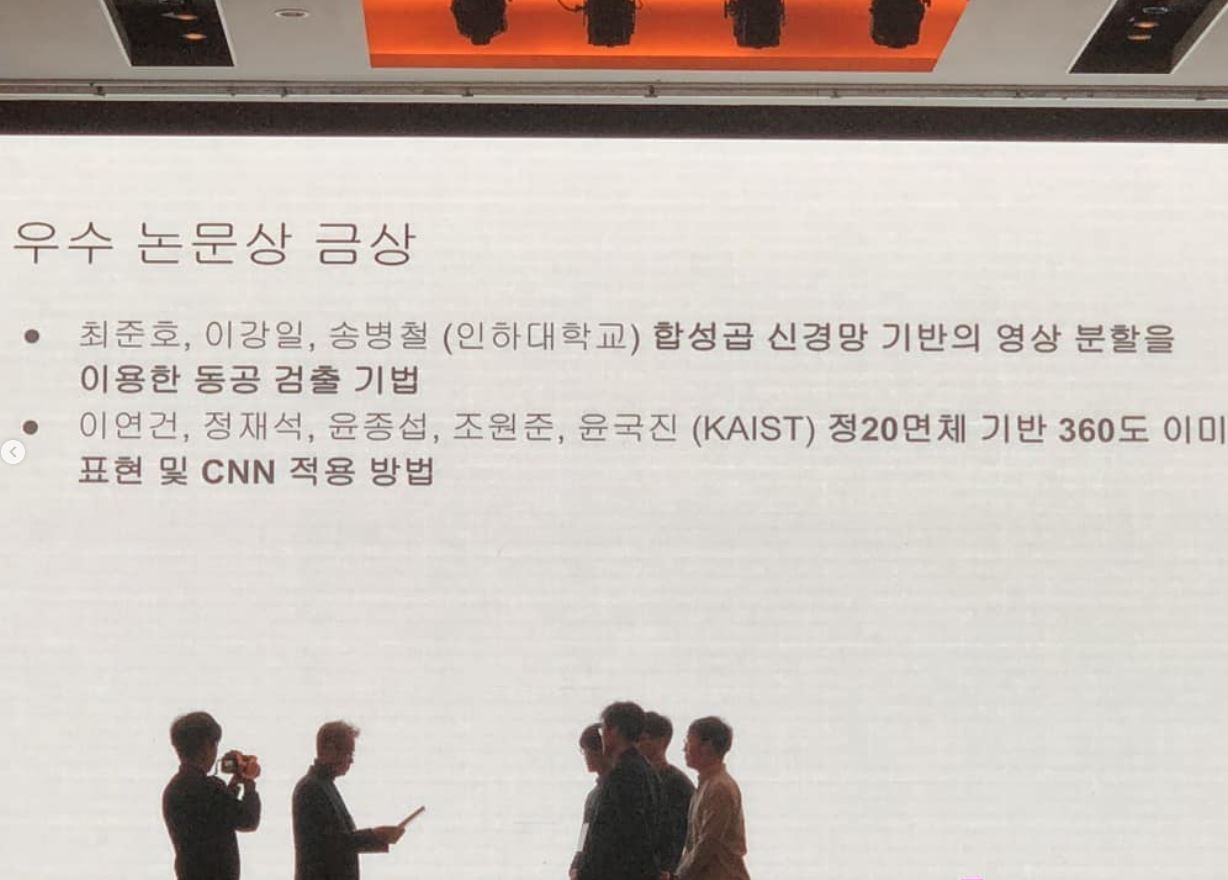 우수 논문상 금상
● 최준호, 이강일, 송병철 (인하대학교) 합성곱 신경망 기반의 영상 분할을
이용한 동공 검출 기법
● 이연건, 정재석, 윤종섭, 조원준, 윤국진 (KAIST) 정20면체 기반 360도 이미
표현 및 CNN 적용 방법